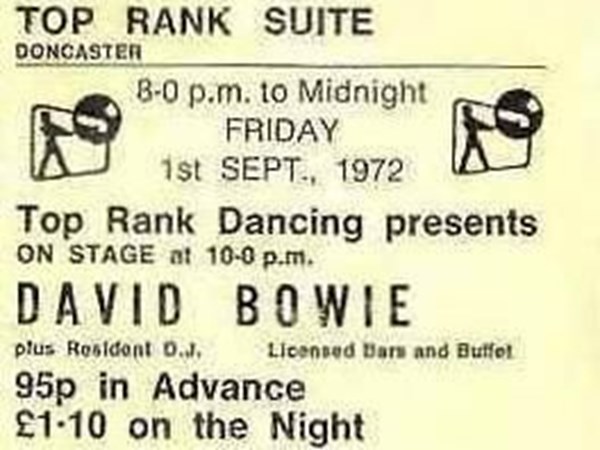 TOP RANK SUITE
DONCASTER
8-0 p.m. to Midnight
FRIDAY
1st SEPT., 1972
Top Rank Dancing presents
ON STAGE at 10-0 p.m.
DAVID BOWIE
plus Resident D.J. Licensed Bars and Buffet
95p in Advance
£1·10 on the Night